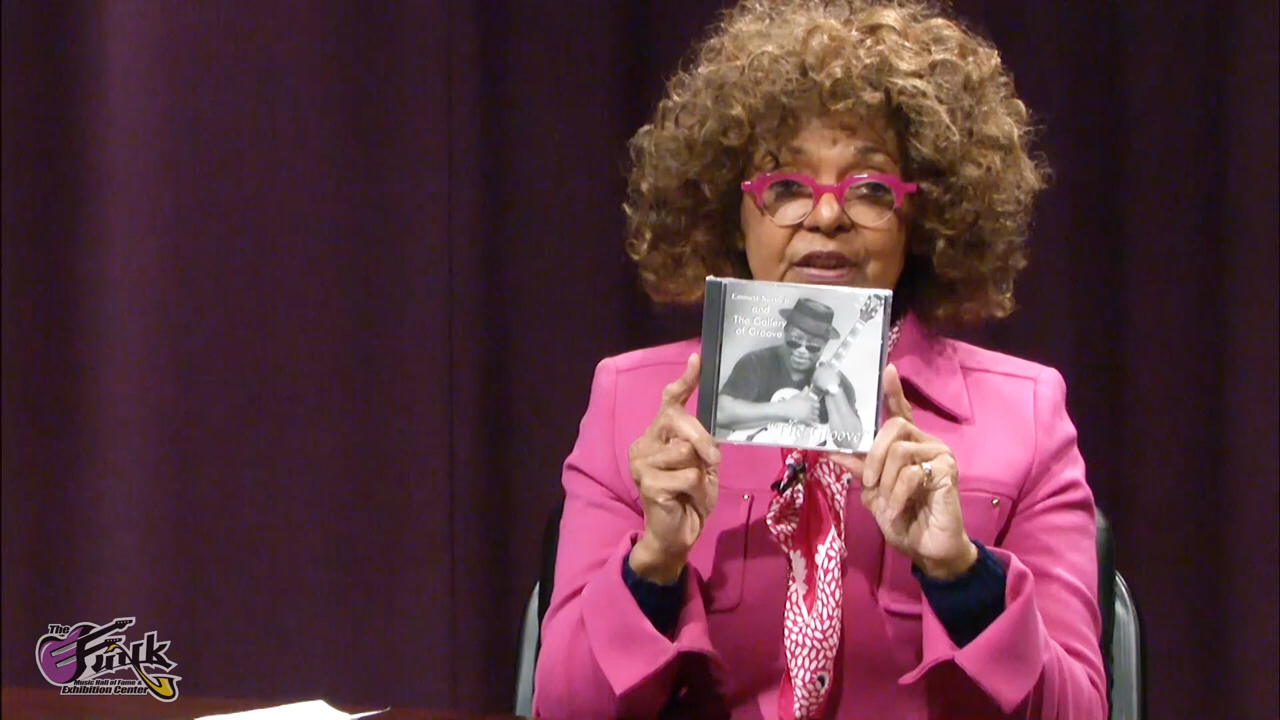 and
The Gallery
of Groove
"The Groove"
The
Funk
Music Hall of Fame &
Exhibition Center